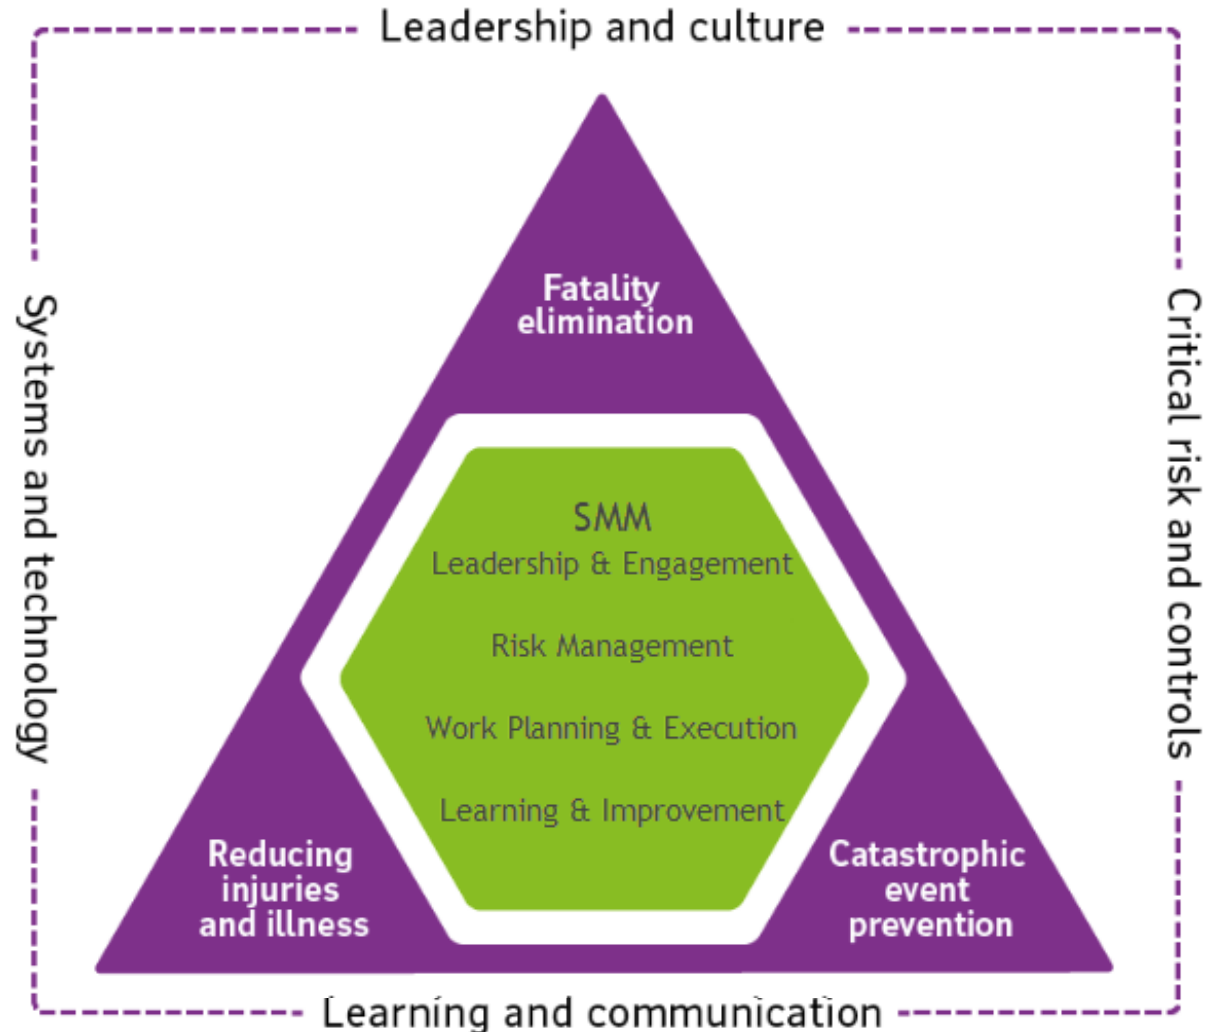 Leadership and culture
Fatality
elimination
Systems and technology
Critical risk and controls
SMM
Leadership & Engagement
Risk Management
Work Planning & Execution
Learning & Improvement
Reducing
injuries
and illness
Catastrophic
event
prevention
Learning and communication